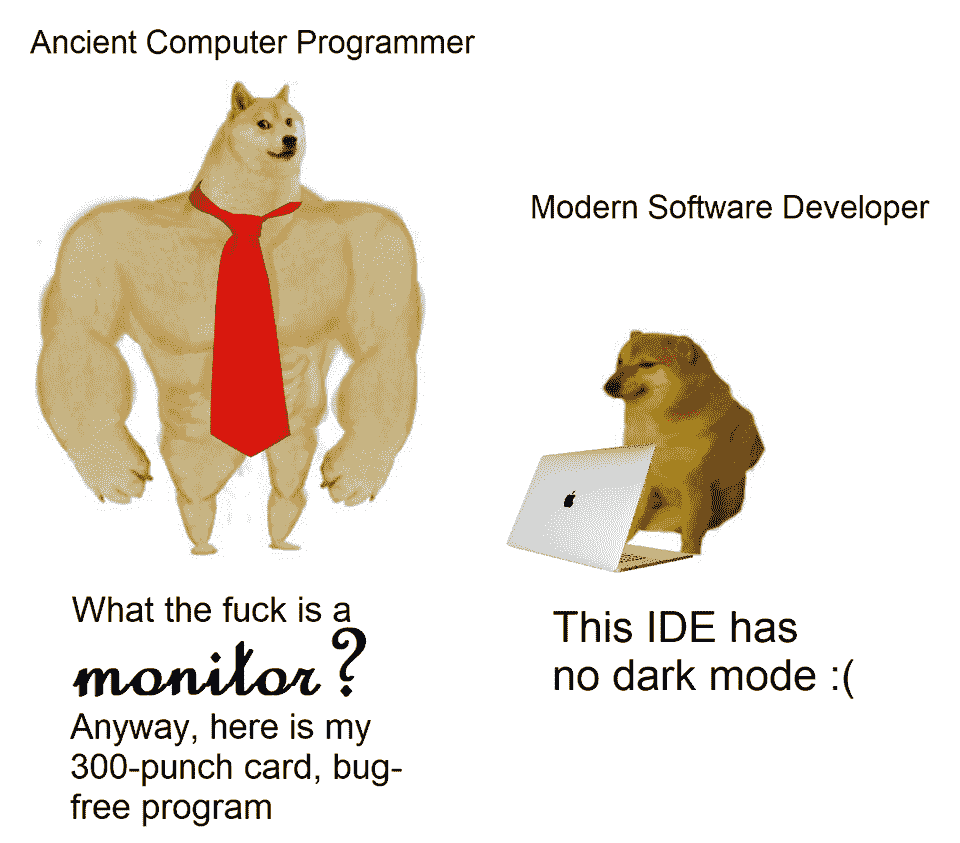 Ancient Computer Programmer
Modern Software Developer
What the fuck is a
monitor?
Anyway, here is my
300-punch card, bug-
free program
This IDE has
no dark mode :(